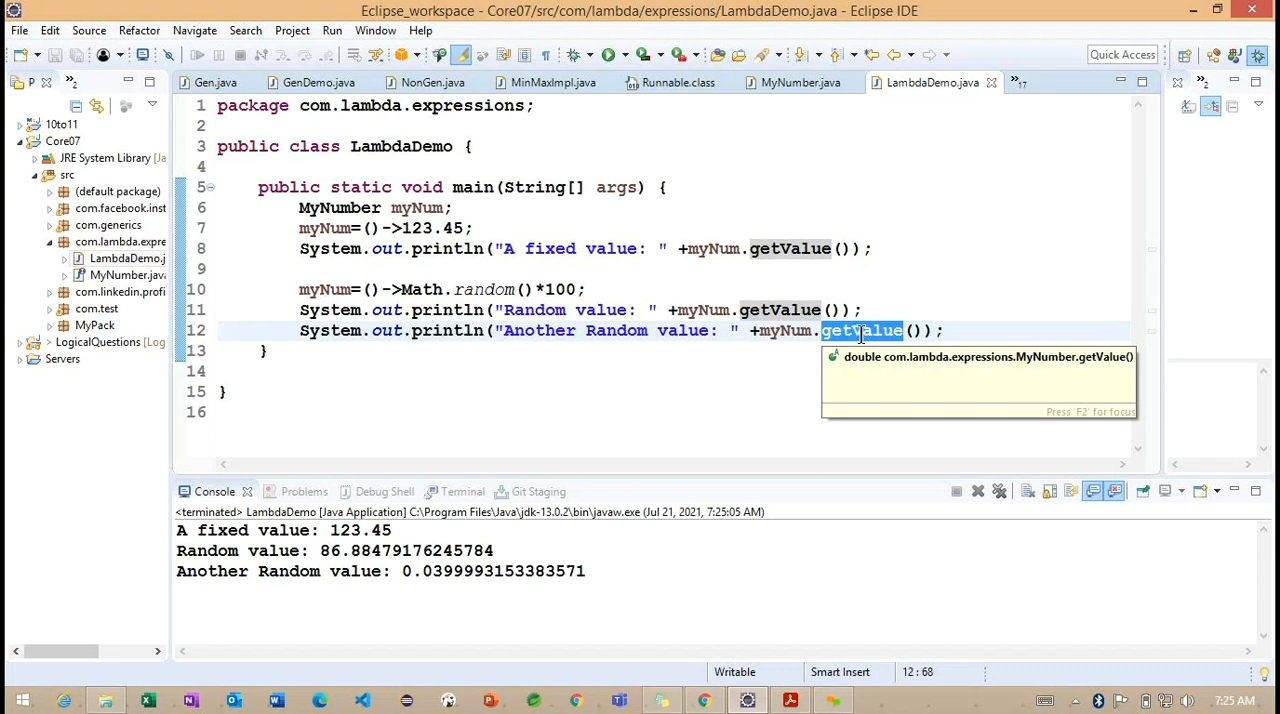 Eclipse_workspace - Core07/src/com/lambda/expressions/LambdaDemo.java - Eclipse IDE
File Edit Source Refactor Navigate Search Project Run Window Help
Quick Access
P »2
Gen.java GenDemo.java NonGen.java MinMaxImpl.java Runnable.class MyNumber.java LambdaDemo.java »17
»2
10to11
Core07
JRE System Library [Ja
src
(default package)
com.facebook.inst
com.generics
com.lambda.expre
LambdaDemo.j
MyNumber.java
com.linkedin.profi
com.test
MyPack
LogicalQuestions [Log
Servers
1 package com.lambda.expressions;
2
3 public class LambdaDemo {
4
5 public static void main(String[] args) {
6 MyNumber myNum;
7 myNum=()->123.45;
8 System.out.println("A fixed value: " +myNum.getValue());
9
10 myNum=()->Math.random()*100;
11 System.out.println("Random value: " +myNum.getValue());
12 System.out.println("Another Random value: " +myNum.getValue());
13 }
14
15 }
16
double com.lambda.expressions.MyNumber.getValue()
Press 'F2' for focus
Console Problems Debug Shell Terminal Git Staging
<terminated> LambdaDemo [Java Application] C:\Program Files\Java\jdk-13.0.2\bin\javaw.exe (Jul 21, 2021, 7:25:05 AM)
A fixed value: 123.45
Random value: 86.88479176245784
Another Random value: 0.0399993153383571
Writable Smart Insert 12 : 68
7:25 AM